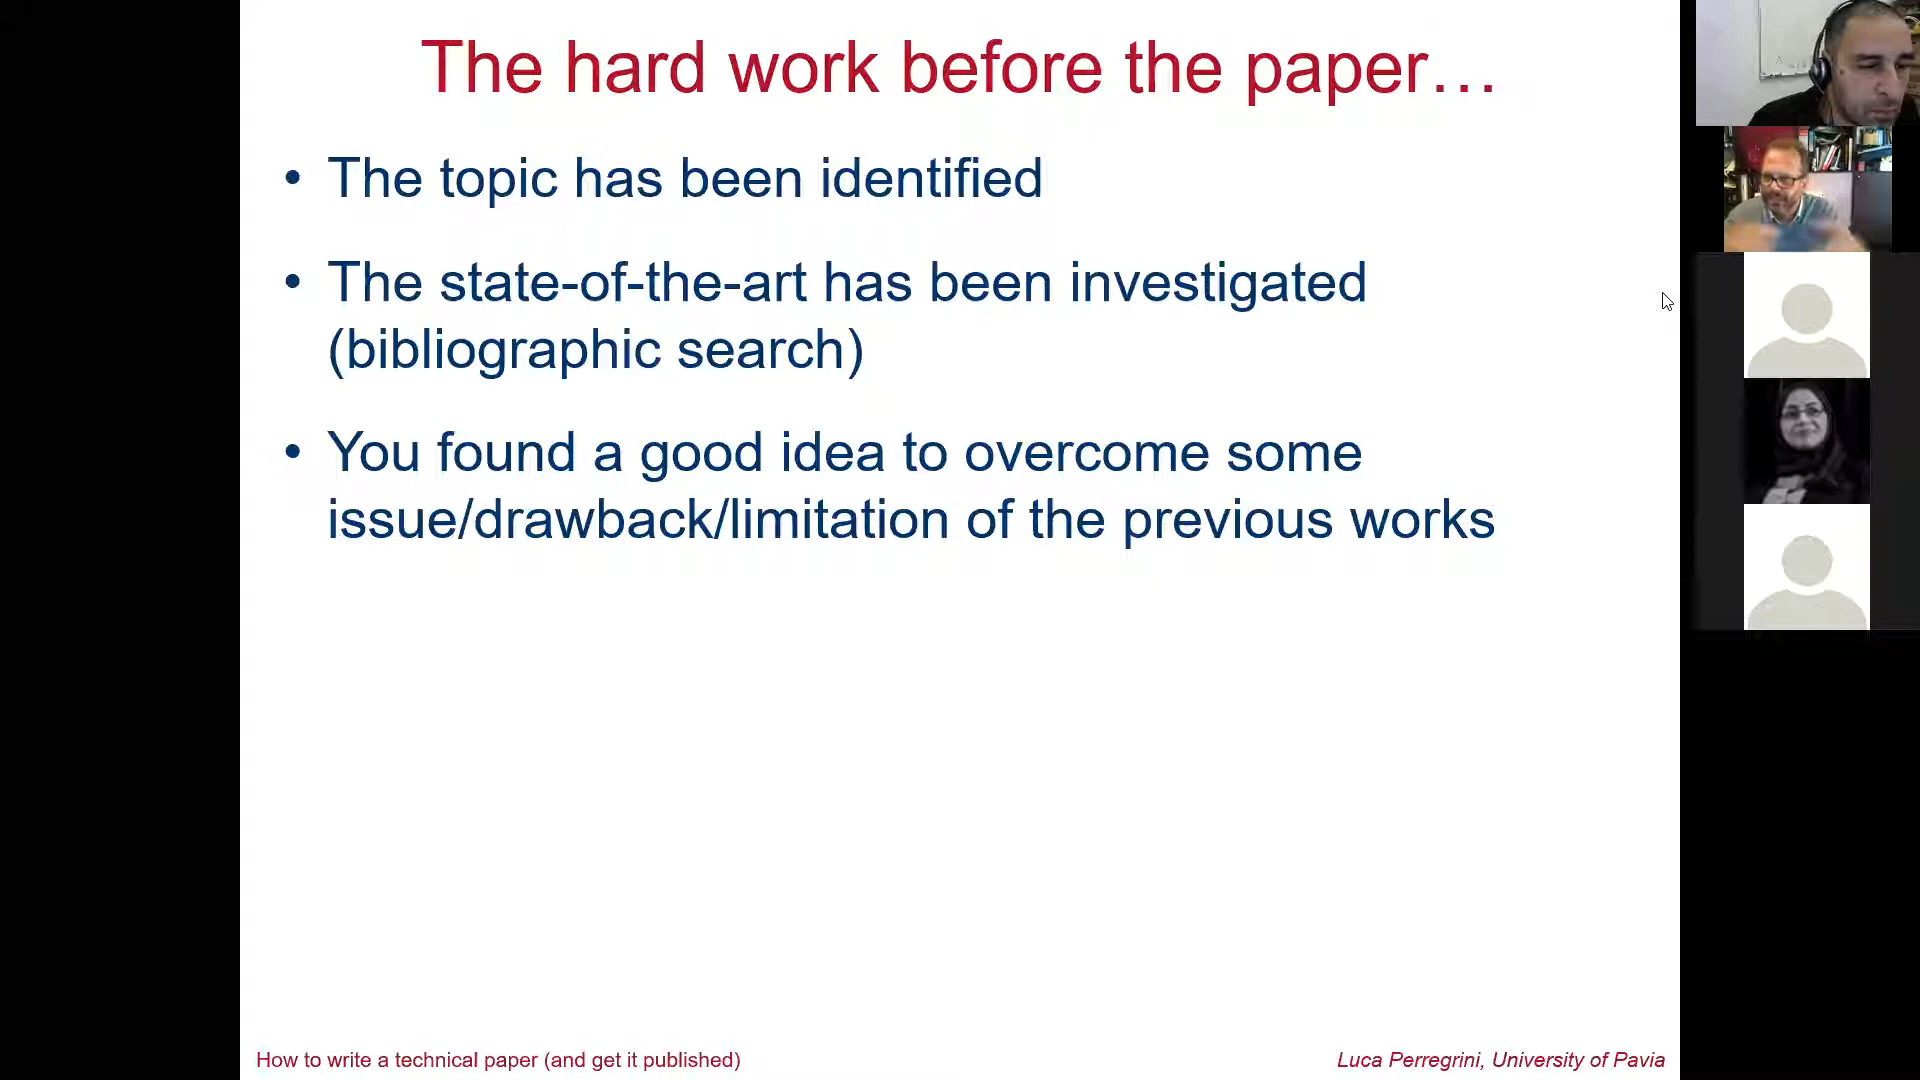 The hard work before the paper…
• The topic has been identified
• The state-of-the-art has been investigated
(bibliographic search)
• You found a good idea to overcome some
issue/drawback/limitation of the previous works
How to write a technical paper (and get it published)
Luca Perregrini, University of Pavia